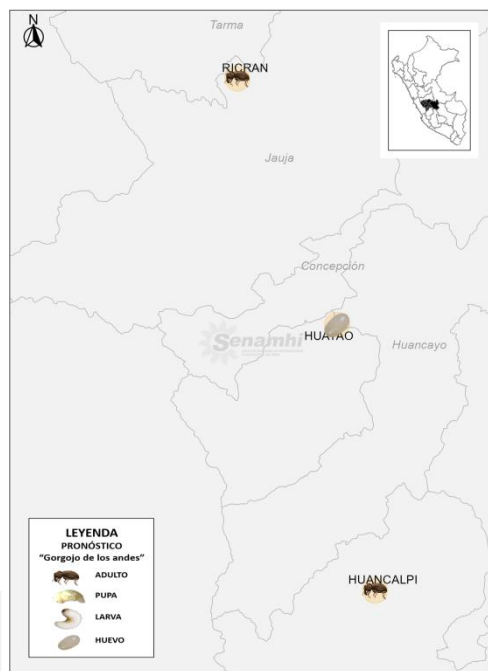 N
Tarma
RICRAN
Jauja
Concepción
HUAYAO
Senamhi
Huancayo
HUANCALPI
LEYENDA
PRONÓSTICO
"Gorgojo de los andes"
ADULTO
PUPA
LARVA
HUEVO